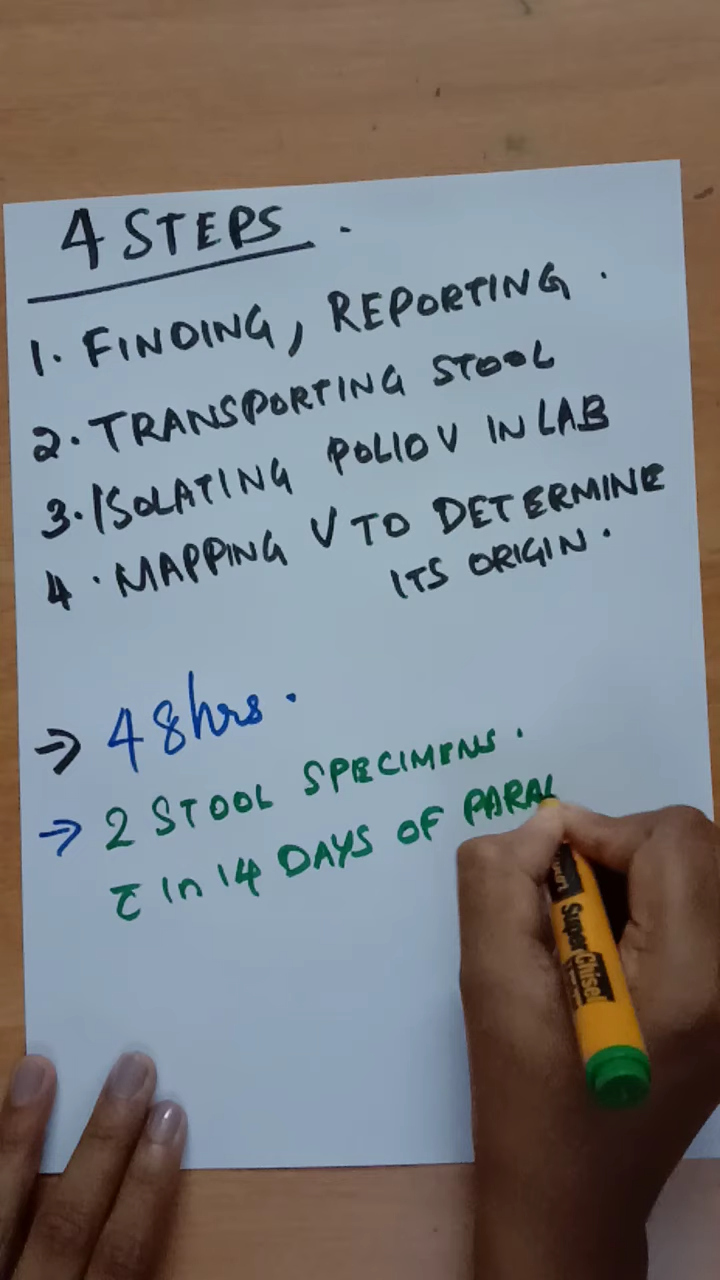 4 STEPS .
1. FINDING, REPORTING .
2. TRANSPORTING STOOL
3. ISOLATING POLIO V IN LAB
4. MAPPING V TO DETERMINE
ITS ORIGIN .
→ 48hrs .
→ 2 STOOL SPECIMENS .
c̄ In 14 DAYS OF PARAL
SuperChisel